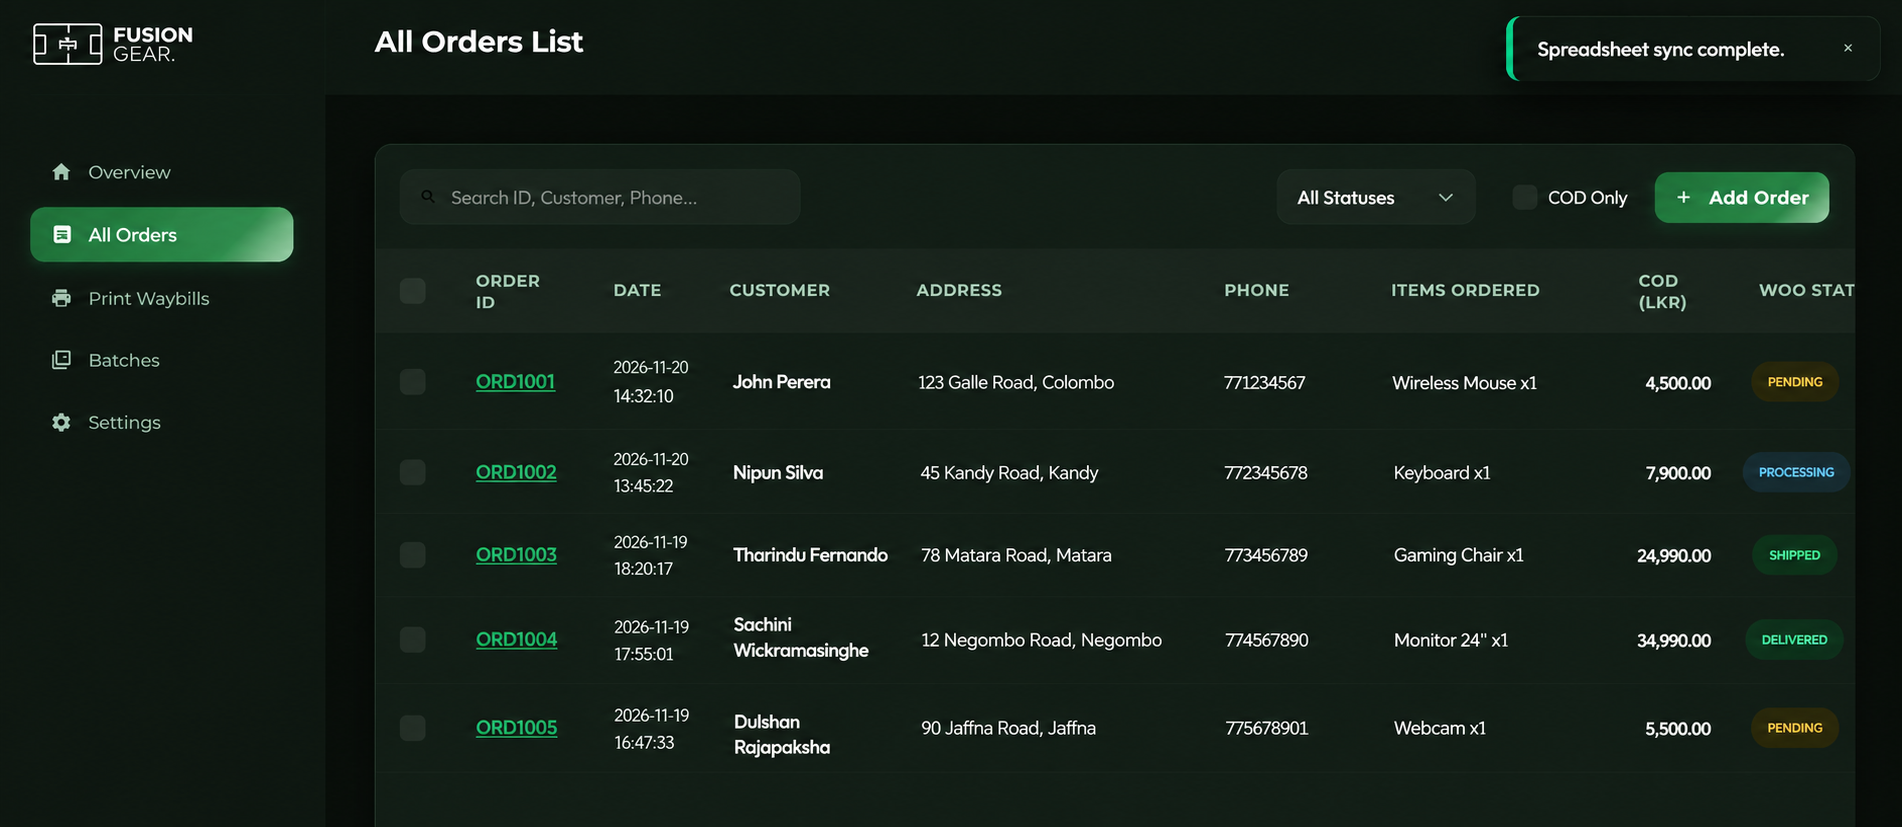 FUSION
GEAR.
All Orders List
Spreadsheet sync complete.
×
Overview
All Orders
Print Waybills
Batches
Settings
Search ID, Customer, Phone...
All Statuses
COD Only
+ Add Order
ORDER ID DATE CUSTOMER ADDRESS PHONE ITEMS ORDERED COD (LKR) WOO STAT
ORD1001 2026-11-20 14:32:10 John Perera 123 Galle Road, Colombo 771234567 Wireless Mouse x1 4,500.00 PENDING
ORD1002 2026-11-20 13:45:22 Nipun Silva 45 Kandy Road, Kandy 772345678 Keyboard x1 7,900.00 PROCESSING
ORD1003 2026-11-19 18:20:17 Tharindu Fernando 78 Matara Road, Matara 773456789 Gaming Chair x1 24,990.00 SHIPPED
ORD1004 2026-11-19 17:55:01 Sachini Wickramasinghe 12 Negombo Road, Negombo 774567890 Monitor 24" x1 34,990.00 DELIVERED
ORD1005 2026-11-19 16:47:33 Dulshan Rajapaksha 90 Jaffna Road, Jaffna 775678901 Webcam x1 5,500.00 PENDING